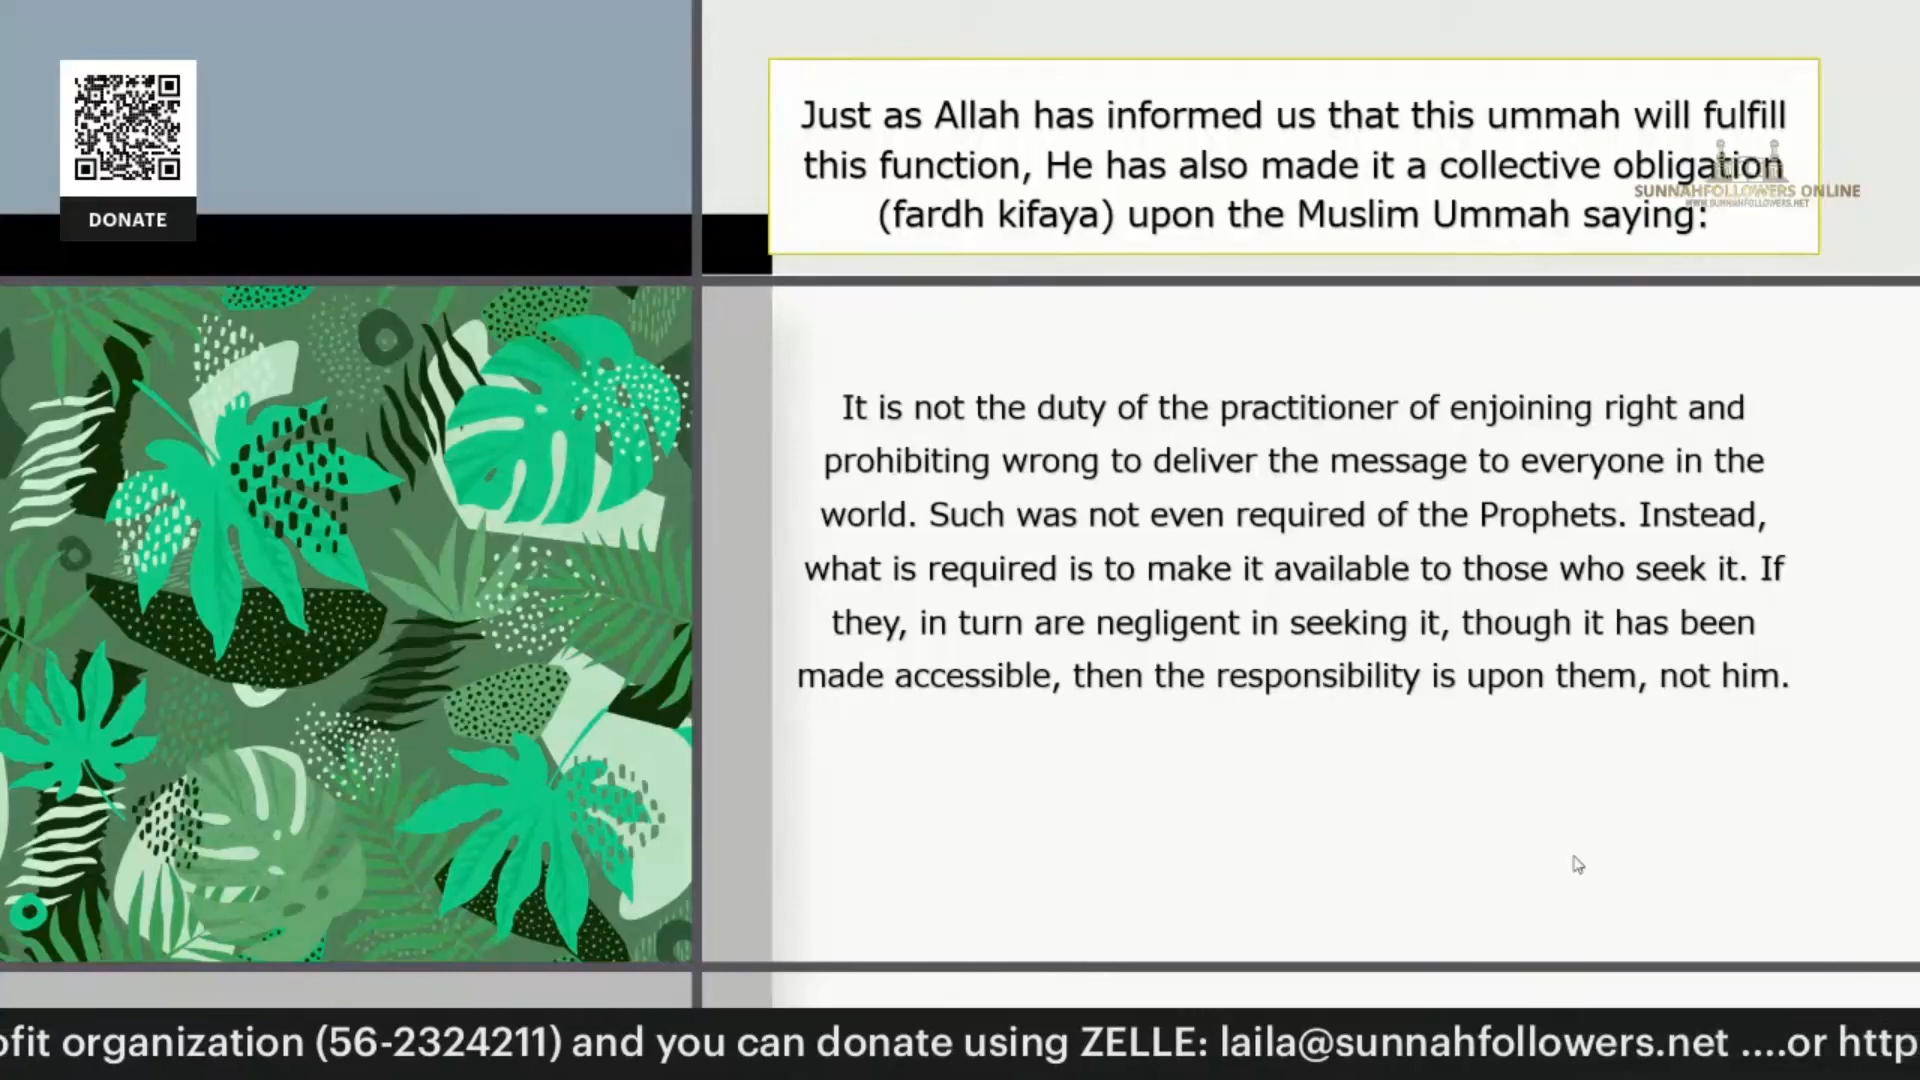 DONATE
Just as Allah has informed us that this ummah will fulfill
this function, He has also made it a collective obligation
(fardh kifaya) upon the Muslim Ummah saying:
SUNNAHFOLLOWERS ONLINE
WWW.SUNNAHFOLLOWERS.NET
It is not the duty of the practitioner of enjoining right and
prohibiting wrong to deliver the message to everyone in the
world. Such was not even required of the Prophets. Instead,
what is required is to make it available to those who seek it. If
they, in turn are negligent in seeking it, though it has been
made accessible, then the responsibility is upon them, not him.
ofit organization (56-2324211) and you can donate using ZELLE: laila@sunnahfollowers.net ....or http